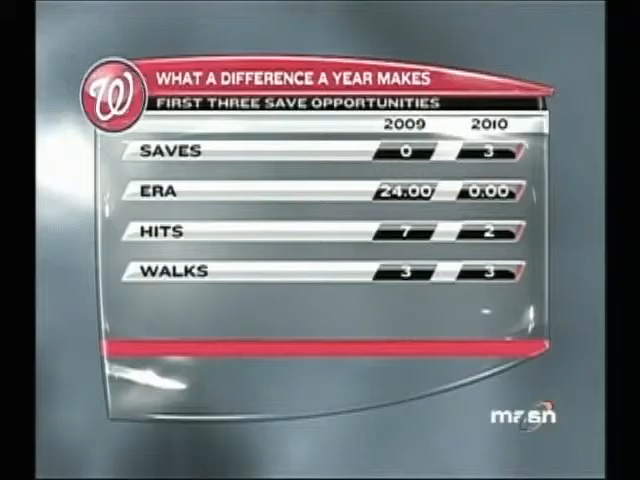 W
WHAT A DIFFERENCE A YEAR MAKES
FIRST THREE SAVE OPPORTUNITIES
2009 2010
SAVES 0 3
ERA 24.00 0.00
HITS 7 2
WALKS 3 3
masn